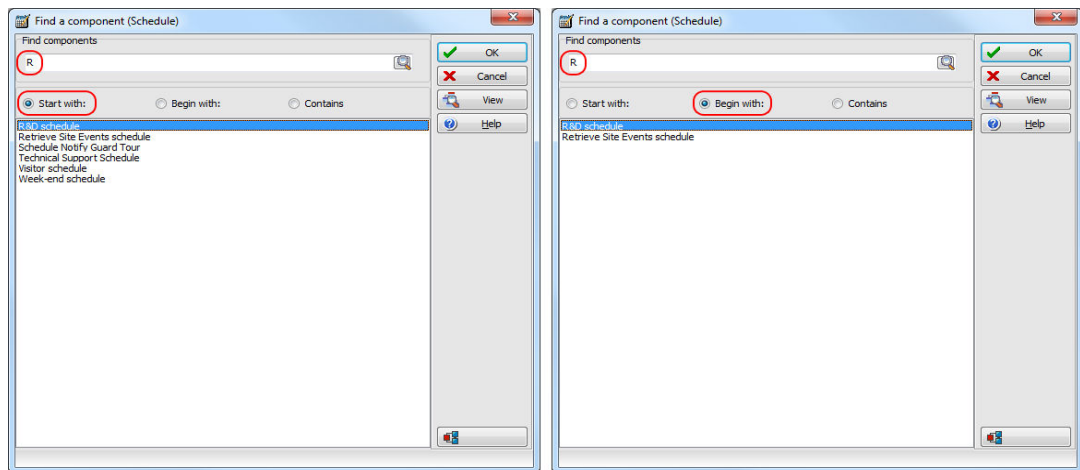 Find a component (Schedule)
Find components
R
Start with: Begin with: Contains
R&D schedule
Retrieve Site Events schedule
Schedule Notify Guard Tour
Technical Support Schedule
Visitor schedule
Week-end schedule
OK
Cancel
View
Help
Find a component (Schedule)
Find components
R
Start with: Begin with: Contains
R&D schedule
Retrieve Site Events schedule
OK
Cancel
View
Help